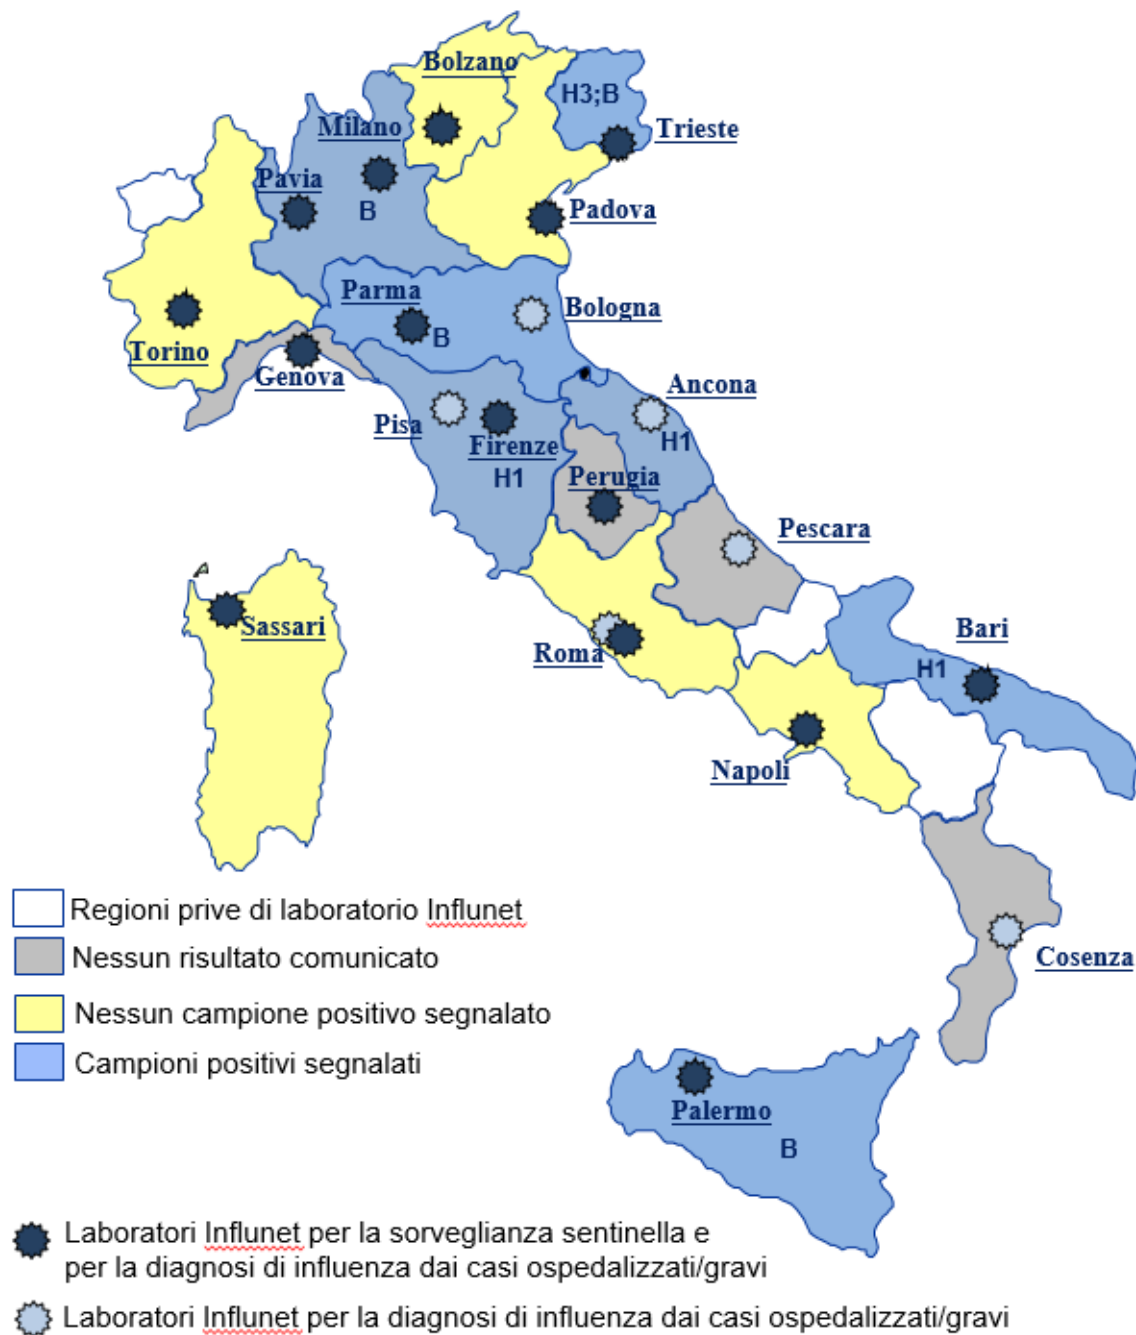 Bolzano
H3;B
Milano
Trieste
Pavia
B
Padova
Parma
Bologna
B
Torino
Genova
Ancona
Pisa
Firenze
H1
H1
Perugia
Pescara
Sassari
Roma
Bari
H1
Napoli
Regioni prive di laboratorio Influnet
Nessun risultato comunicato
Cosenza
Nessun campione positivo segnalato
Campioni positivi segnalati
Palermo
B
Laboratori Influnet per la sorveglianza sentinella e
per la diagnosi di influenza dai casi ospedalizzati/gravi
Laboratori Influnet per la diagnosi di influenza dai casi ospedalizzati/gravi